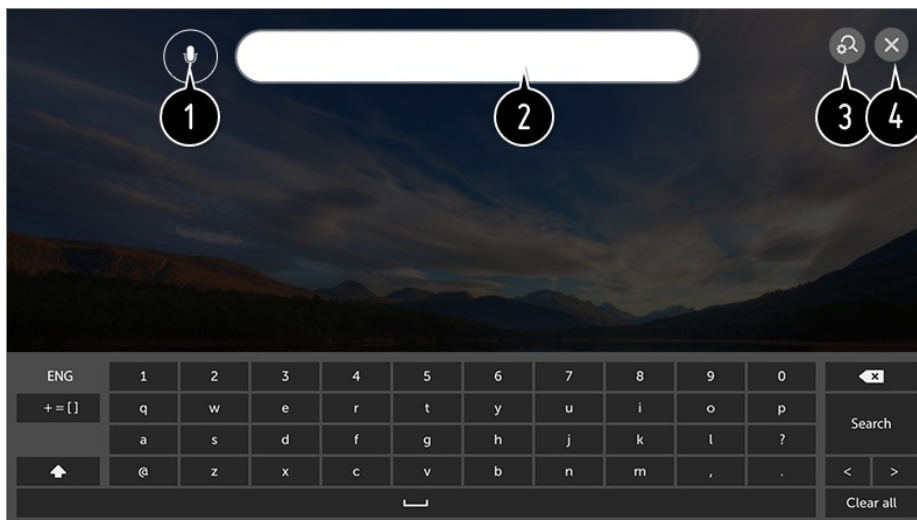 1 2 3 4
ENG 1 2 3 4 5 6 7 8 9 0
+=[] q w e r t y u i o p
Search
a s d f g h j k l ?
@ z x c v b n m , . < >
Clear all